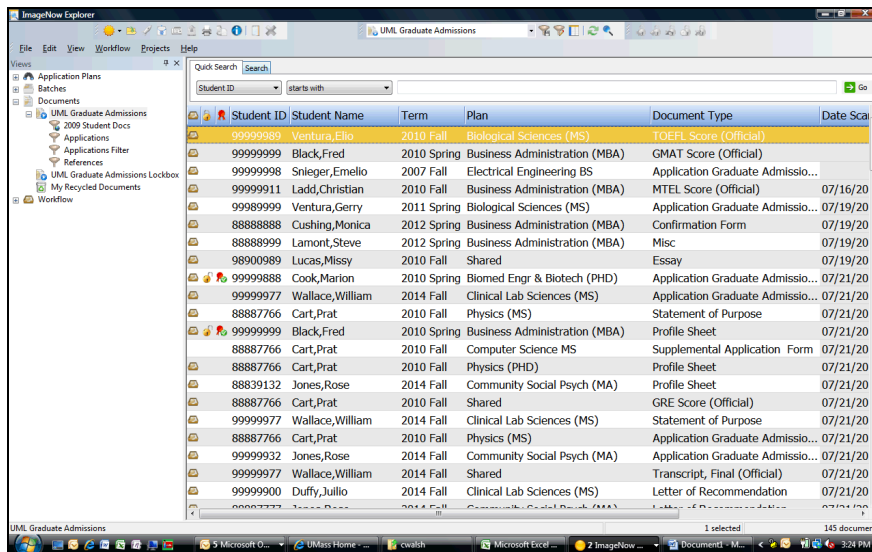 ImageNow Explorer
UML Graduate Admissions
File Edit View Workflow Projects Help
Views
Application Plans
Batches
Documents
UML Graduate Admissions
2009 Student Docs
Applications
Applications Filter
References
UML Graduate Admissions Lockbox
My Recycled Documents
Workflow
Quick Search Search
Student ID starts with Go
Student ID Student Name Term Plan Document Type Date Scan
99999989 Ventura,Elio 2010 Fall Biological Sciences (MS) TOEFL Score (Official)
99999999 Black,Fred 2010 Spring Business Administration (MBA) GMAT Score (Official)
99999998 Snieger,Emelio 2007 Fall Electrical Engineering BS Application Graduate Admissio...
99999911 Ladd,Christian 2010 Fall Business Administration (MBA) MTEL Score (Official) 07/16/20
99989999 Ventura,Gerry 2011 Spring Biological Sciences (MS) Application Graduate Admissio... 07/19/20
88888888 Cushing,Monica 2012 Spring Business Administration (MBA) Confirmation Form 07/19/20
88888999 Lamont,Steve 2012 Spring Business Administration (MBA) Misc 07/19/20
98900989 Lucas,Missy 2010 Fall Shared Essay 07/19/20
99999888 Cook,Marion 2010 Spring Biomed Engr & Biotech (PHD) Application Graduate Admissio... 07/21/20
99999977 Wallace,William 2014 Fall Clinical Lab Sciences (MS) Application Graduate Admissio... 07/21/20
88887766 Cart,Prat 2010 Fall Physics (MS) Statement of Purpose 07/21/20
99999999 Black,Fred 2010 Spring Business Administration (MBA) Profile Sheet 07/21/20
88887766 Cart,Prat 2010 Fall Computer Science MS Supplemental Application Form 07/21/20
88887766 Cart,Prat 2010 Fall Physics (PHD) Profile Sheet 07/21/20
88839132 Jones,Rose 2014 Fall Community Social Psych (MA) Profile Sheet 07/21/20
88887766 Cart,Prat 2010 Fall Shared GRE Score (Official) 07/21/20
99999977 Wallace,William 2014 Fall Clinical Lab Sciences (MS) Statement of Purpose 07/21/20
88887766 Cart,Prat 2010 Fall Physics (MS) Application Graduate Admissio... 07/21/20
99999932 Jones,Rose 2014 Fall Community Social Psych (MA) Application Graduate Admissio... 07/21/20
99999977 Wallace,William 2014 Fall Shared Transcript, Final (Official) 07/21/20
99999900 Duffy,Juilio 2014 Fall Clinical Lab Sciences (MS) Letter of Recommendation 07/21/20
UML Graduate Admissions 1 selected 145 documen
5 Microsoft O... UMass Home - ... cwalsh Microsoft Excel ... 2 ImageNow ... Document1 - M... 3:24 PM